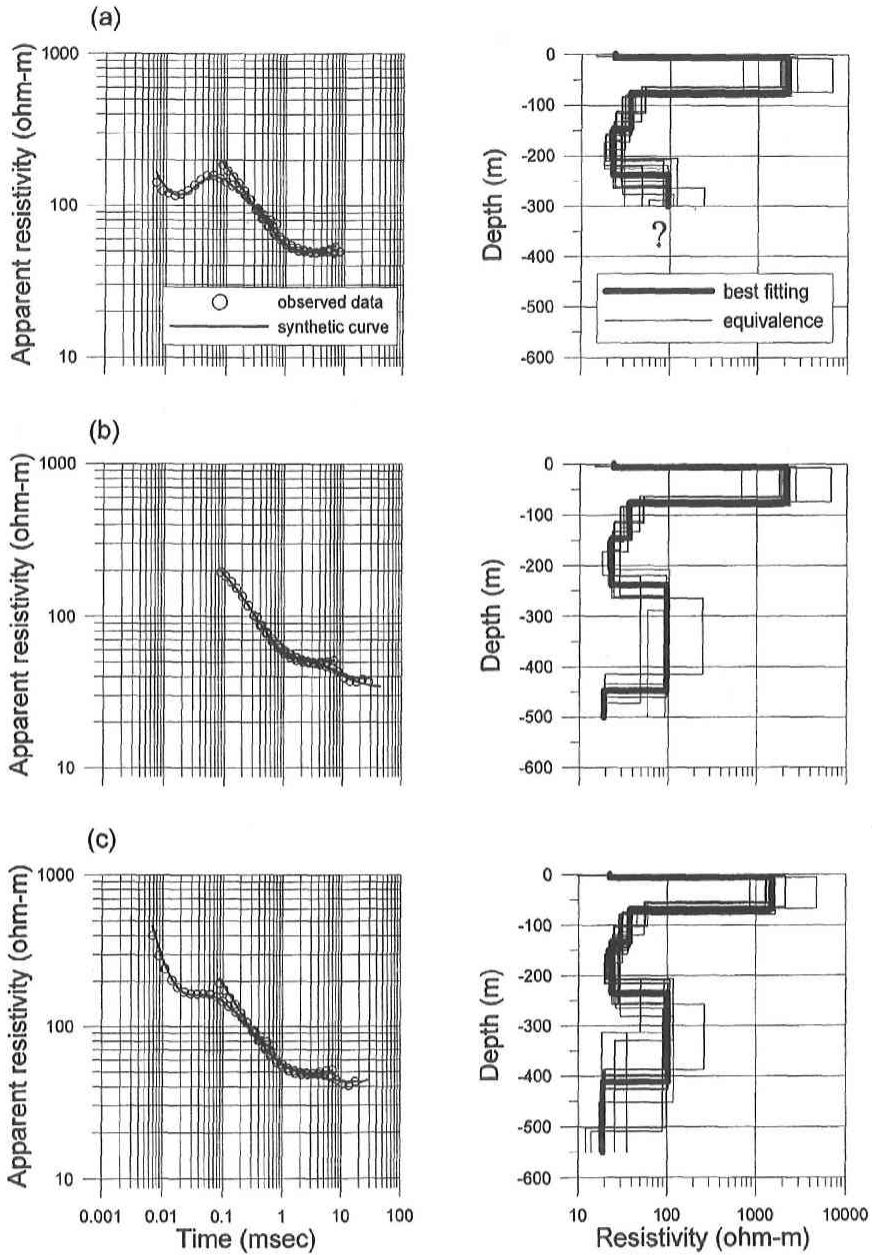 (a)
Apparent resistivity (ohm-m)
1000
100
10
observed data
synthetic curve
Depth (m)
0
-100
-200
-300
-400
-500
-600
?
best fitting
equivalence
(b)
Apparent resistivity (ohm-m)
1000
100
10
Depth (m)
0
-100
-200
-300
-400
-500
-600
(c)
Apparent resistivity (ohm-m)
1000
100
10
0.001 0.01 0.1 1 10 100
Time (msec)
Depth (m)
0
-100
-200
-300
-400
-500
-600
10 100 1000 10000
Resistivity (ohm-m)